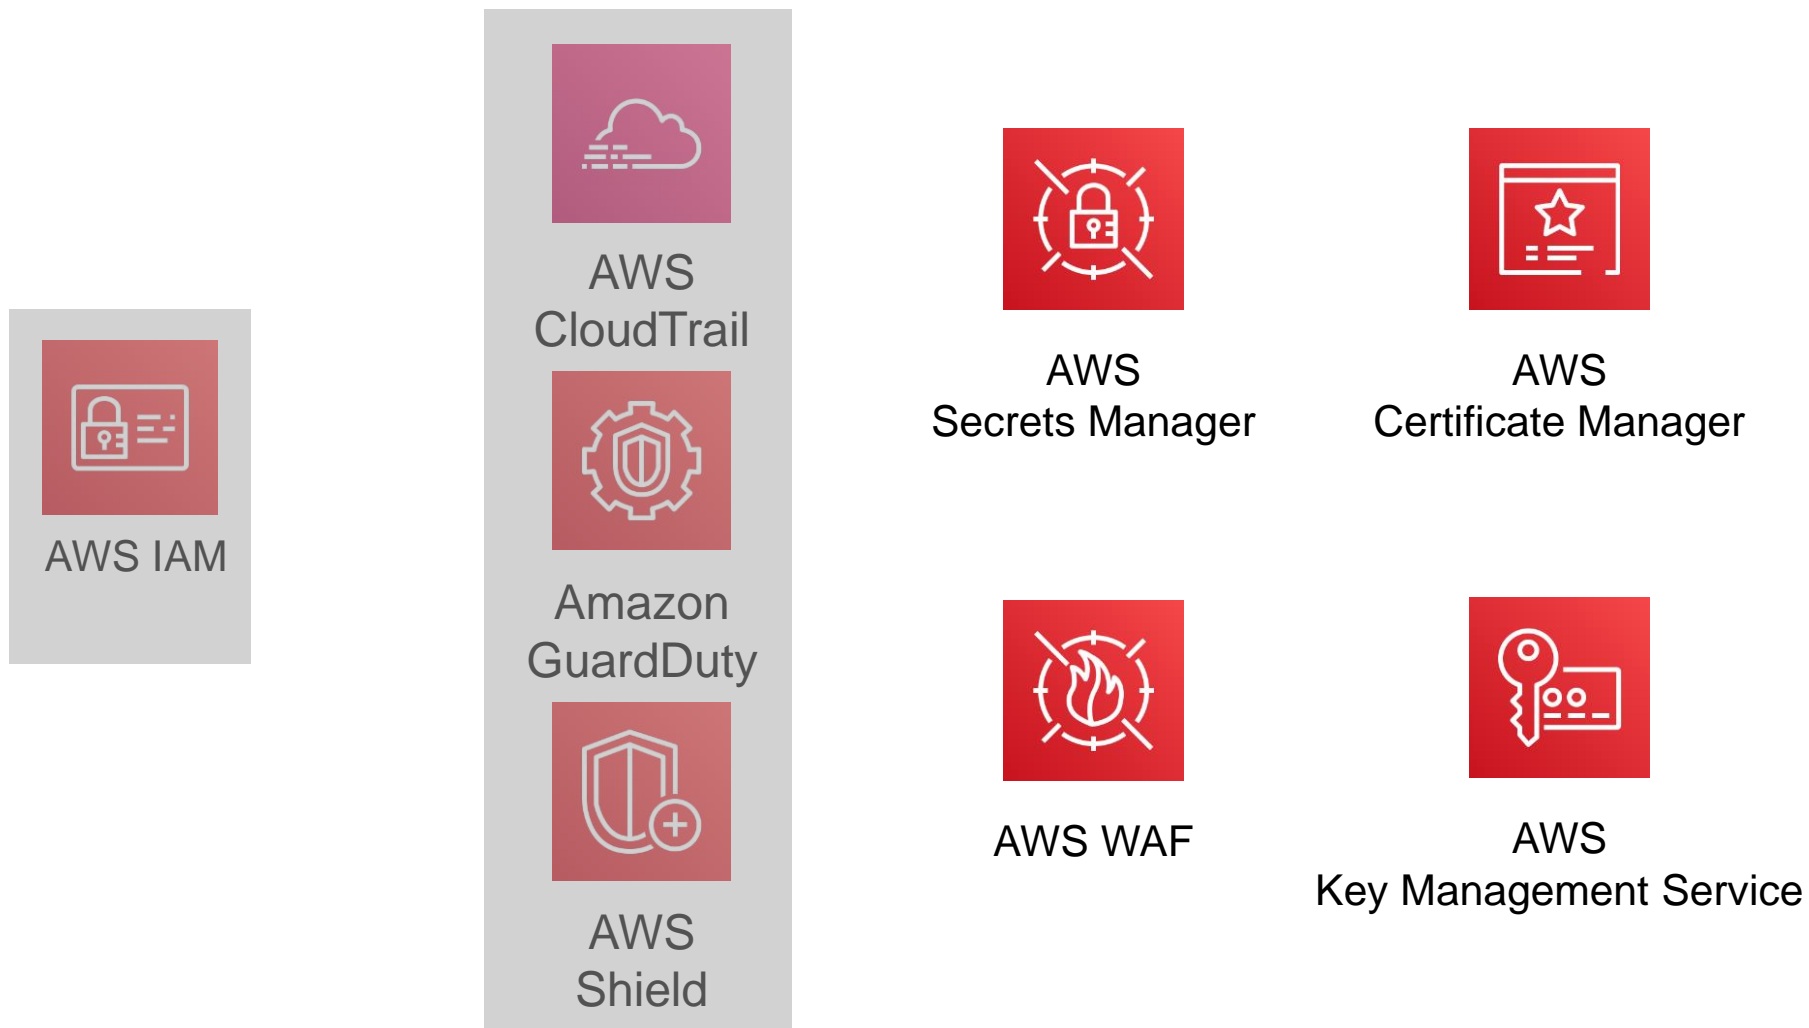 AWS IAM
AWS
CloudTrail
Amazon
GuardDuty
AWS
Shield
AWS
Secrets Manager
AWS
Certificate Manager
AWS WAF
AWS
Key Management Service